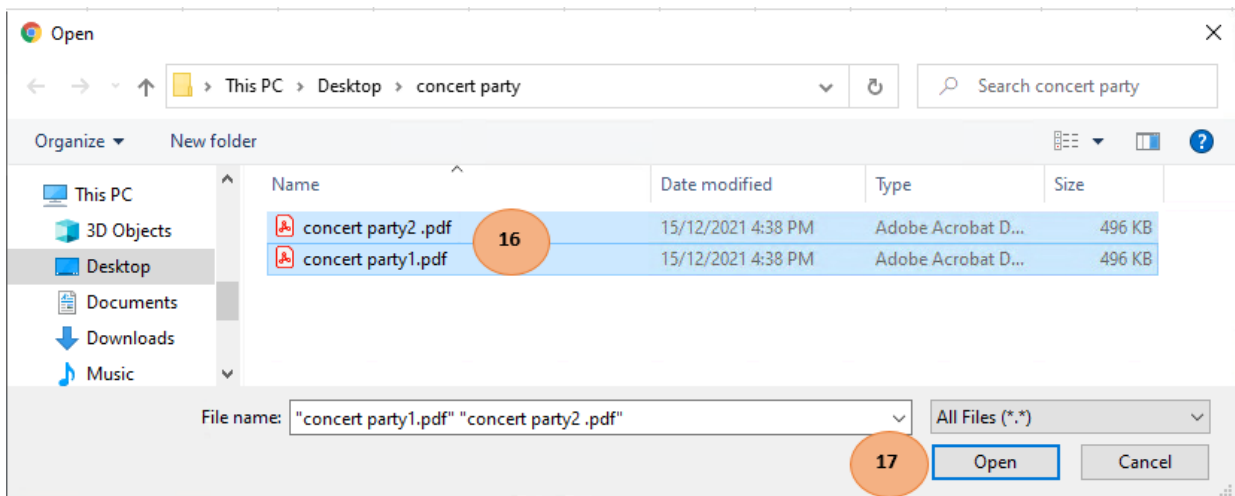 Open
This PC > Desktop > concert party
Search concert party
Organize
New folder
Name
Date modified
Type
Size
This PC
3D Objects
Desktop
Documents
Downloads
Music
concert party2 .pdf 15/12/2021 4:38 PM Adobe Acrobat D... 496 KB
16
concert party1.pdf 15/12/2021 4:38 PM Adobe Acrobat D... 496 KB
File name: "concert party1.pdf" "concert party2 .pdf"
All Files (*.*)
17
Open
Cancel